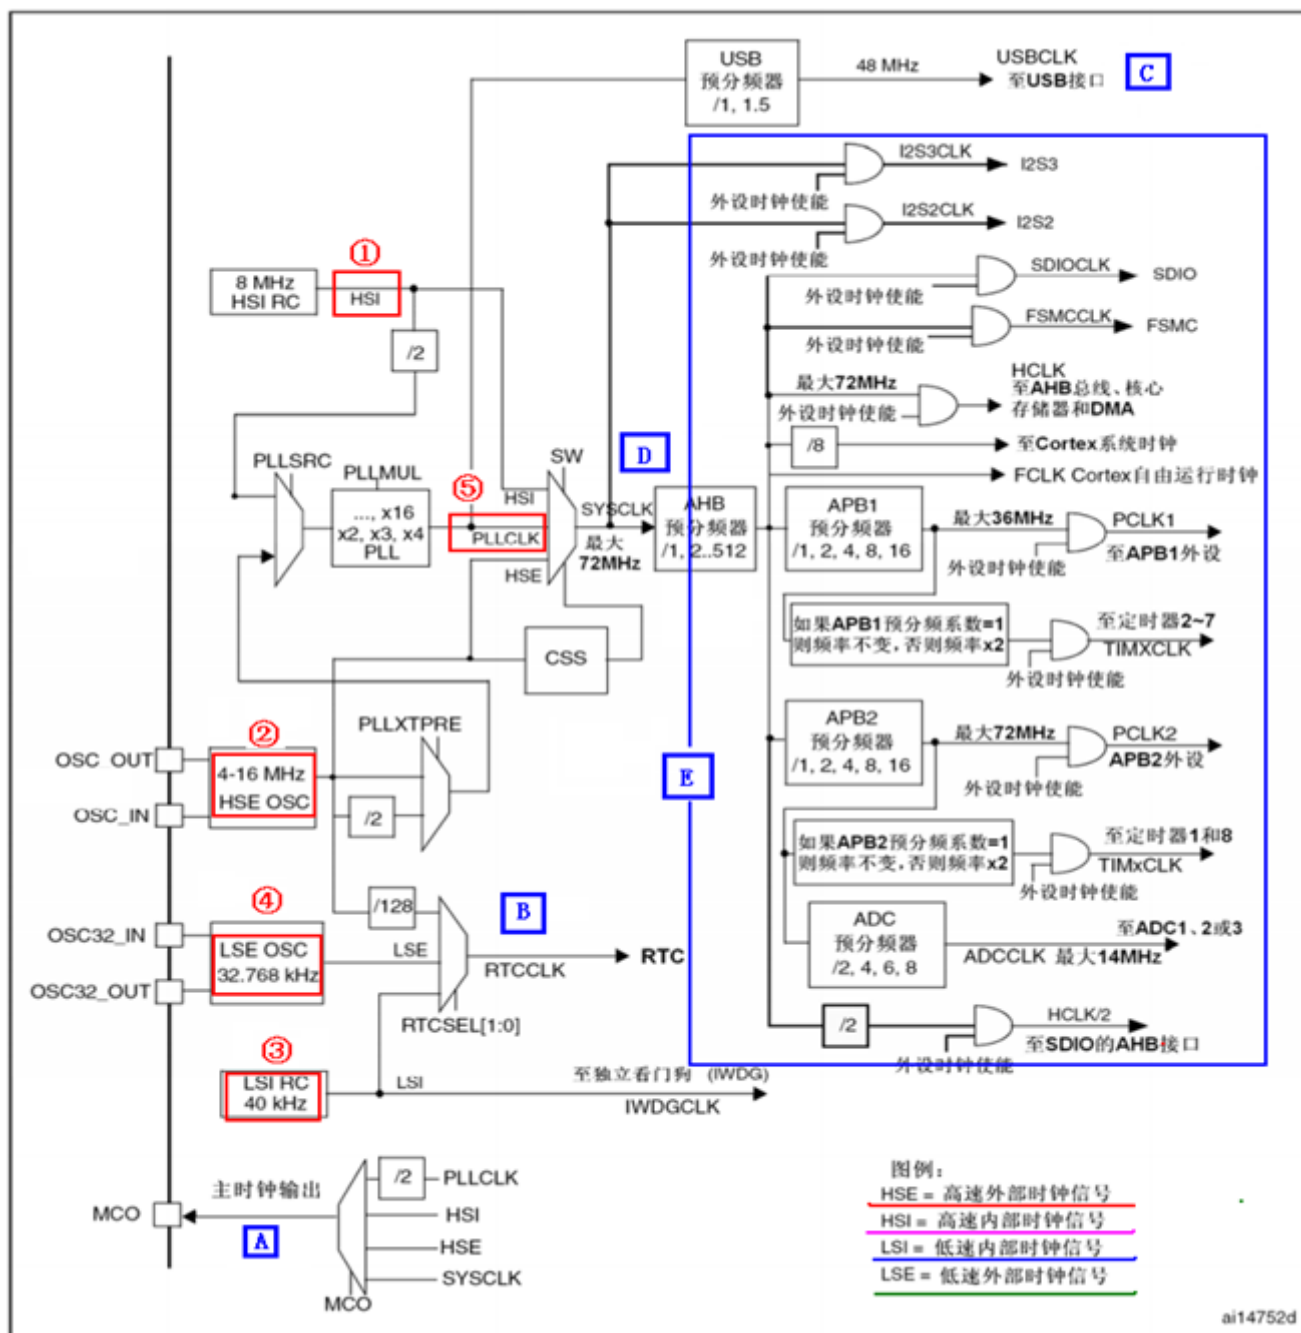 USB
预分频器
/1, 1.5
48 MHz
USBCLK
至USB接口
C
I2S3CLK
I2S3
外设时钟使能
I2S2CLK
I2S2
外设时钟使能
①
8 MHz
HSI RC
HSI
SDIOCLK
SDIO
外设时钟使能
FSMCCLK
FSMC
外设时钟使能
/2
HCLK
最大72MHz
至AHB总线、核心
存储器和DMA
外设时钟使能
/8
至Cortex系统时钟
FCLK Cortex自由运行时钟
D
SW
PLLSRC
PLLMUL
⑤
HSI
..., x16
x2, x3, x4
PLL
PLLCLK
HSE
SYSCLK
最大
72MHz
AHB
预分频器
/1, 2..512
APB1
预分频器
/1, 2, 4, 8, 16
最大36MHz
PCLK1
至APB1外设
外设时钟使能
如果APB1预分频系数=1
则频率不变,否则频率x2
至定时器2~7
TIMXCLK
外设时钟使能
CSS
②
PLLXTPRE
OSC_OUT
4-16 MHz
HSE OSC
OSC_IN
/2
E
APB2
预分频器
/1, 2, 4, 8, 16
最大72MHz
PCLK2
APB2外设
外设时钟使能
如果APB2预分频系数=1
则频率不变,否则频率x2
至定时器1和8
TIMxCLK
外设时钟使能
④
/128
B
OSC32_IN
LSE OSC
32.768 kHz
OSC32_OUT
LSE
RTCCLK
RTC
RTCSEL[1:0]
ADC
预分频器
/2, 4, 6, 8
至ADC1、2或3
ADCCLK 最大14MHz
/2
HCLK/2
至SDIO的AHB接口
外设时钟使能
③
LSI RC
40 kHz
LSI
至独立看门狗 (IWDG)
IWDGCLK
主时钟输出
MCO
A
/2
PLLCLK
HSI
HSE
SYSCLK
MCO
图例:
HSE = 高速外部时钟信号
HSI = 高速内部时钟信号
LSI = 低速内部时钟信号
LSE = 低速外部时钟信号
ai14752d